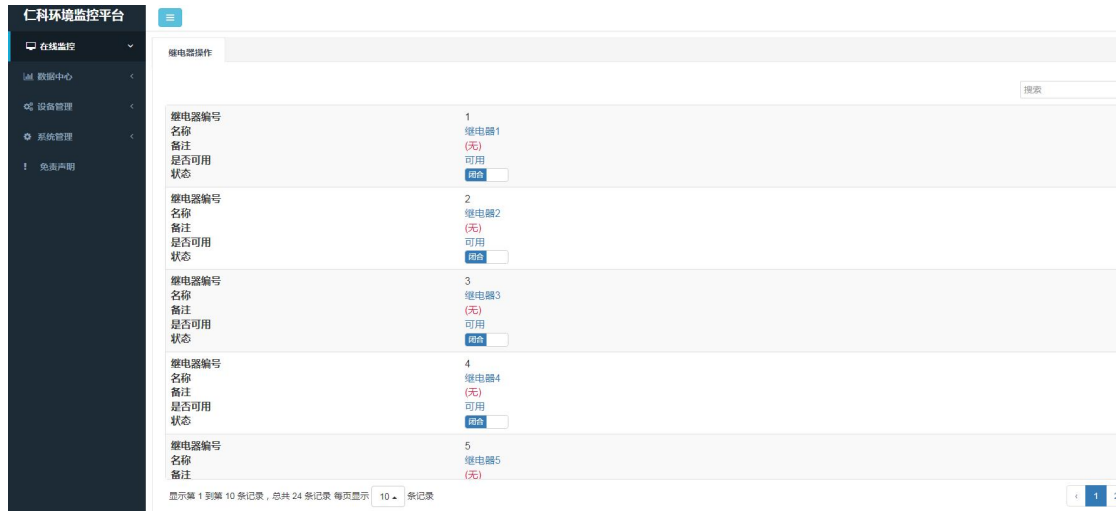 仁科环境监控平台
在线监控
数据中心
设备管理
系统管理
! 免责声明
继电器操作
搜索
继电器编号 1
名称 继电器1
备注 (无)
是否可用 可用
状态 闭合
继电器编号 2
名称 继电器2
备注 (无)
是否可用 可用
状态 闭合
继电器编号 3
名称 继电器3
备注 (无)
是否可用 可用
状态 闭合
继电器编号 4
名称 继电器4
备注 (无)
是否可用 可用
状态 闭合
继电器编号 5
名称 继电器5
备注 (无)
显示第 1 到第 10 条记录，总共 24 条记录 每页显示 10 条记录
‹ 1